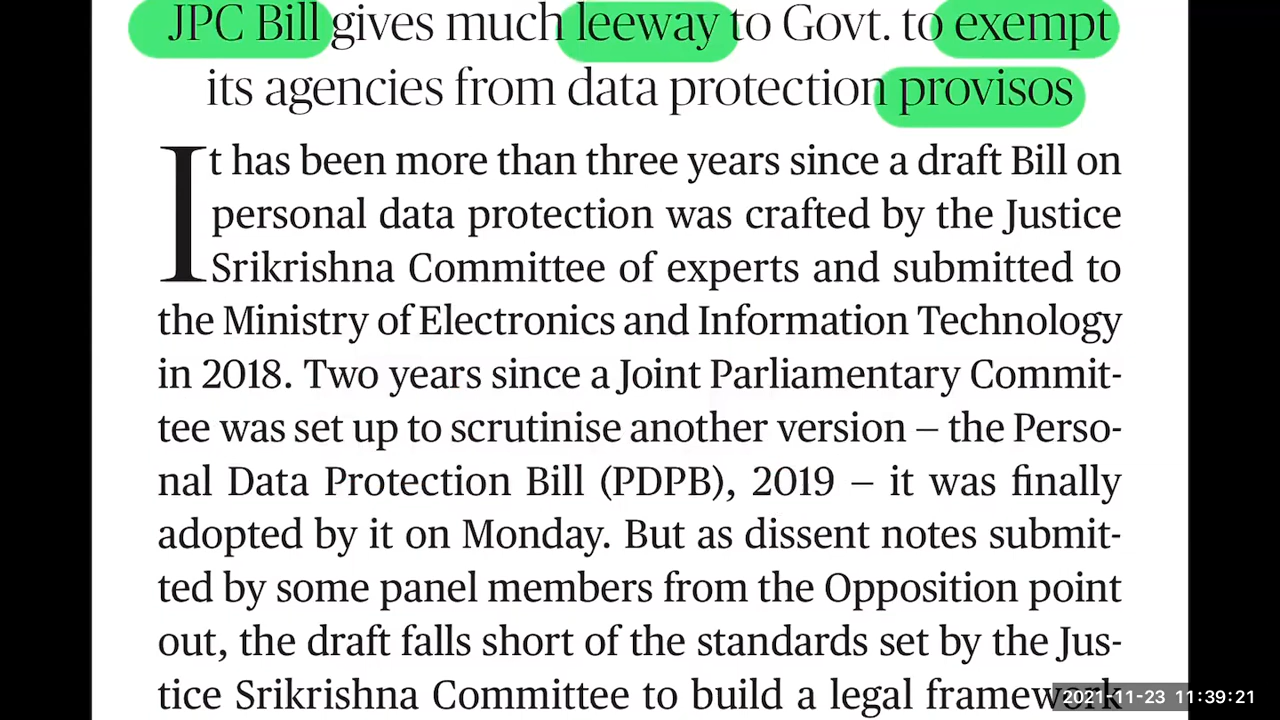 JPC Bill gives much leeway to Govt. to exempt
its agencies from data protection provisos
It has been more than three years since a draft Bill on
personal data protection was crafted by the Justice
Srikrishna Committee of experts and submitted to
the Ministry of Electronics and Information Technology
in 2018. Two years since a Joint Parliamentary Commit-
tee was set up to scrutinise another version – the Perso-
nal Data Protection Bill (PDPB), 2019 – it was finally
adopted by it on Monday. But as dissent notes submit-
ted by some panel members from the Opposition point
out, the draft falls short of the standards set by the Jus-
tice Srikrishna Committee to build a legal framework
2021-11-23 11:39:21